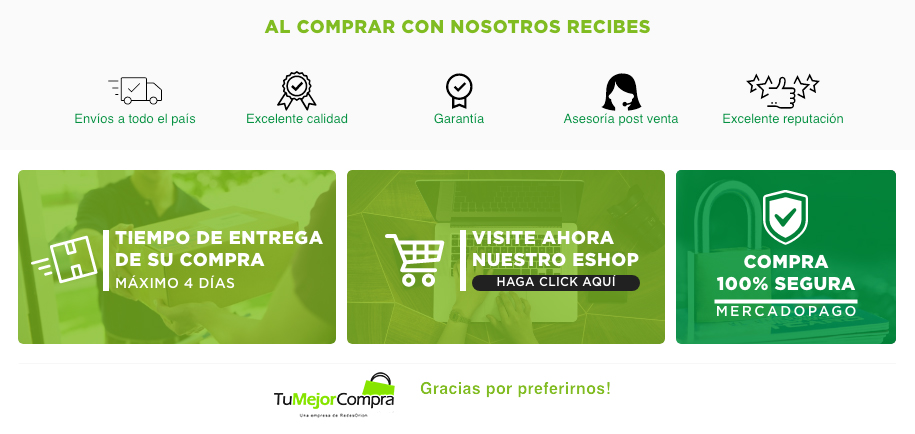 AL COMPRAR CON NOSOTROS RECIBES
Envíos a todo el país
Excelente calidad
Garantía
Asesoría post venta
Excelente reputación
TIEMPO DE ENTREGA
DE SU COMPRA
MÁXIMO 4 DÍAS
VISITE AHORA
NUESTRO ESHOP
HAGA CLICK AQUÍ
COMPRA
100% SEGURA
MERCADOPAGO
TuMejorCompra
Una empresa de RedesOrion
Gracias por preferirnos!